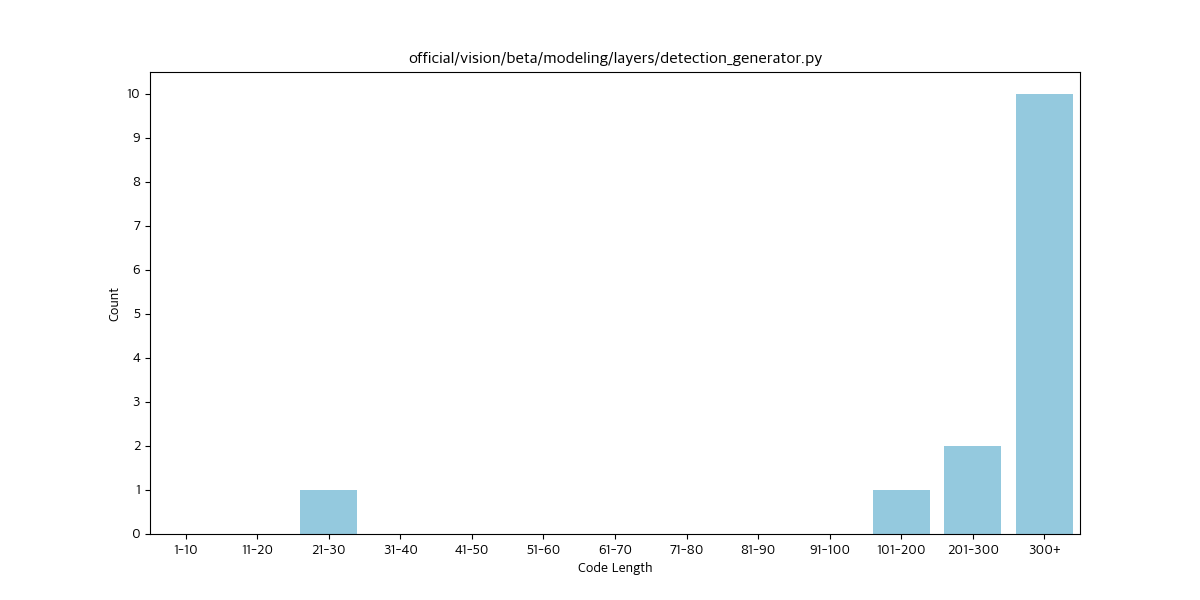 official/vision/beta/modeling/layers/detection_generator.py
10
9
8
7
6
5
4
3
2
1
0
Count
1-10 11-20 21-30 31-40 41-50 51-60 61-70 71-80 81-90 91-100 101-200 201-300 300+
Code Length